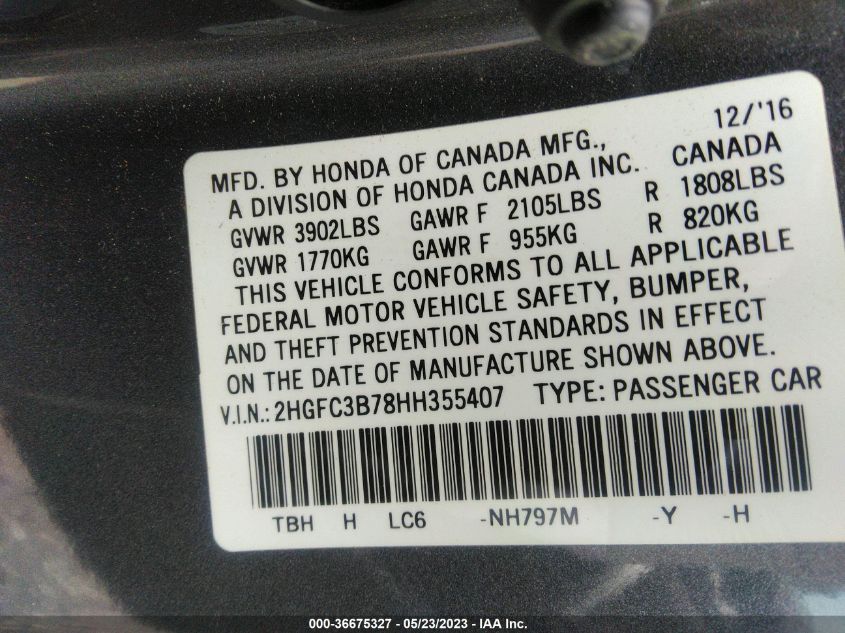 12/'16
MFD. BY HONDA OF CANADA MFG.,
A DIVISION OF HONDA CANADA INC. CANADA
GVWR 3902LBS GAWR F 2105LBS R 1808LBS
GVWR 1770KG GAWR F 955KG R 820KG
THIS VEHICLE CONFORMS TO ALL APPLICABLE
FEDERAL MOTOR VEHICLE SAFETY, BUMPER,
AND THEFT PREVENTION STANDARDS IN EFFECT
ON THE DATE OF MANUFACTURE SHOWN ABOVE.
V.I.N.: 2HGFC3B78HH355407 TYPE: PASSENGER CAR
TBH H LC6 -NH797M -Y -H
000-36675327 - 05/23/2023 - IAA Inc.